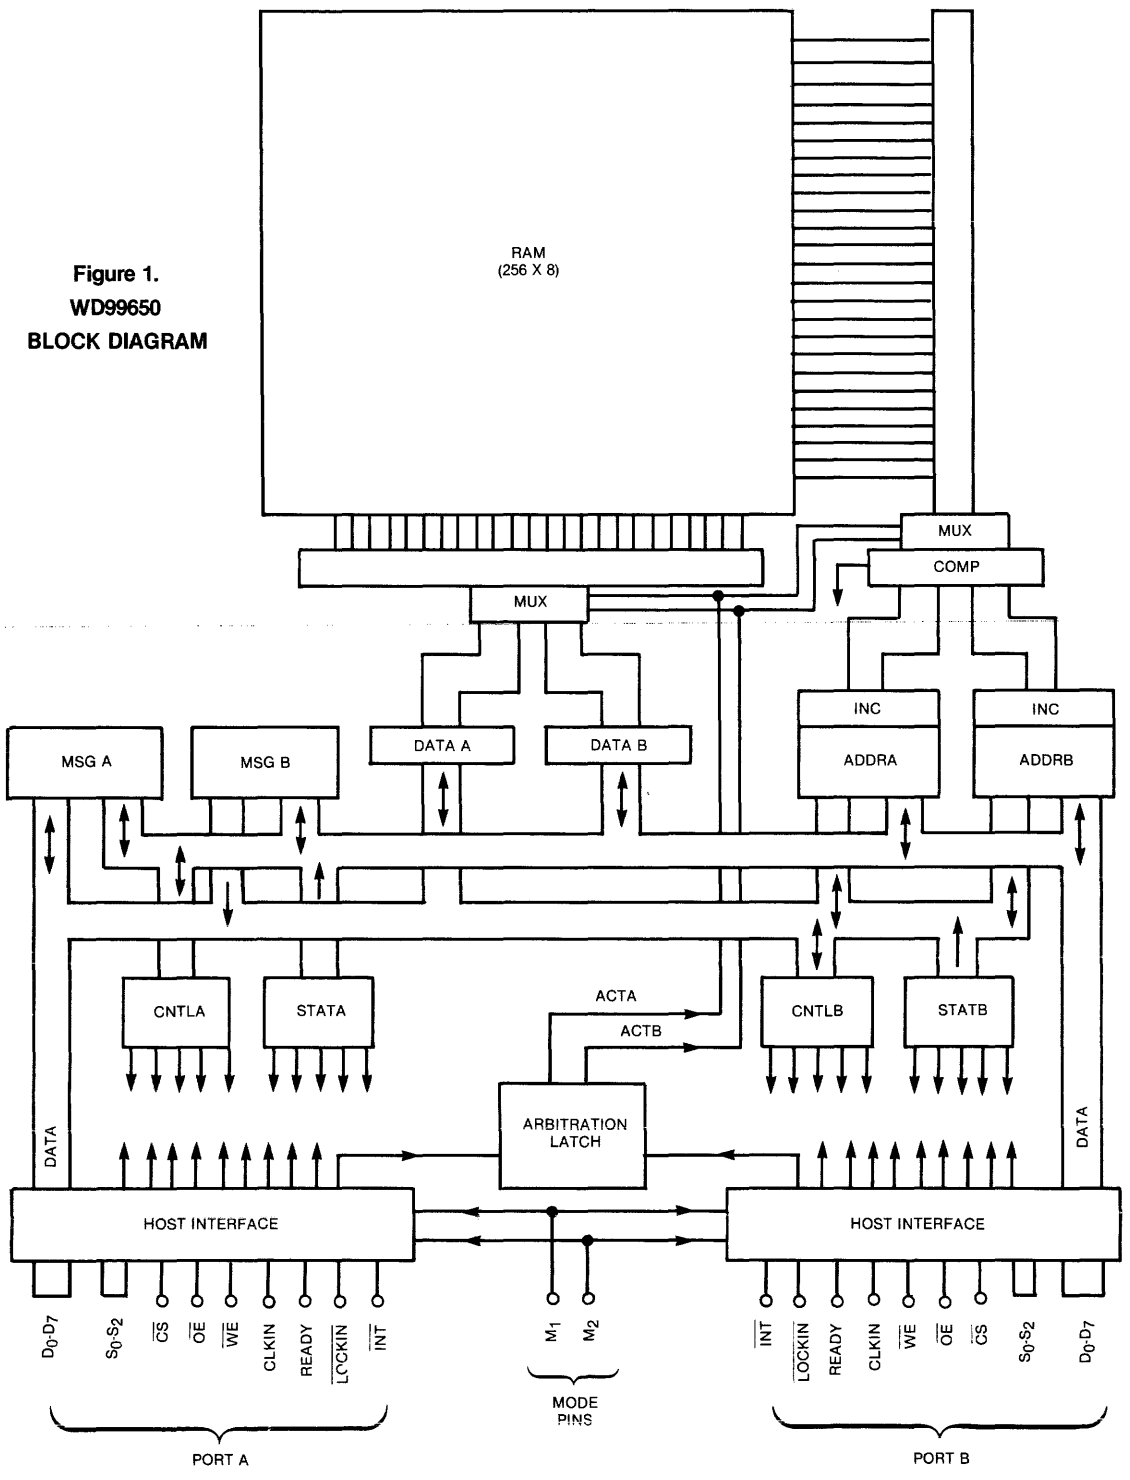 RAM
(256 X 8)
Figure 1.
WD99650
BLOCK DIAGRAM
MUX
COMP
MUX
INC
INC
MSG A
MSG B
DATA A
DATA B
ADDRA
ADDRB
CNTLA
STATA
ACTA
ACTB
CNTLB
STATB
ARBITRATION
LATCH
DATA
DATA
HOST INTERFACE
HOST INTERFACE
D0-D7
S0-S2
CS
OE
WE
CLKIN
READY
LOCKIN
INT
M1
M2
INT
LOCKIN
READY
CLKIN
WE
OE
CS
S0-S2
D0-D7
MODE
PINS
PORT A
PORT B